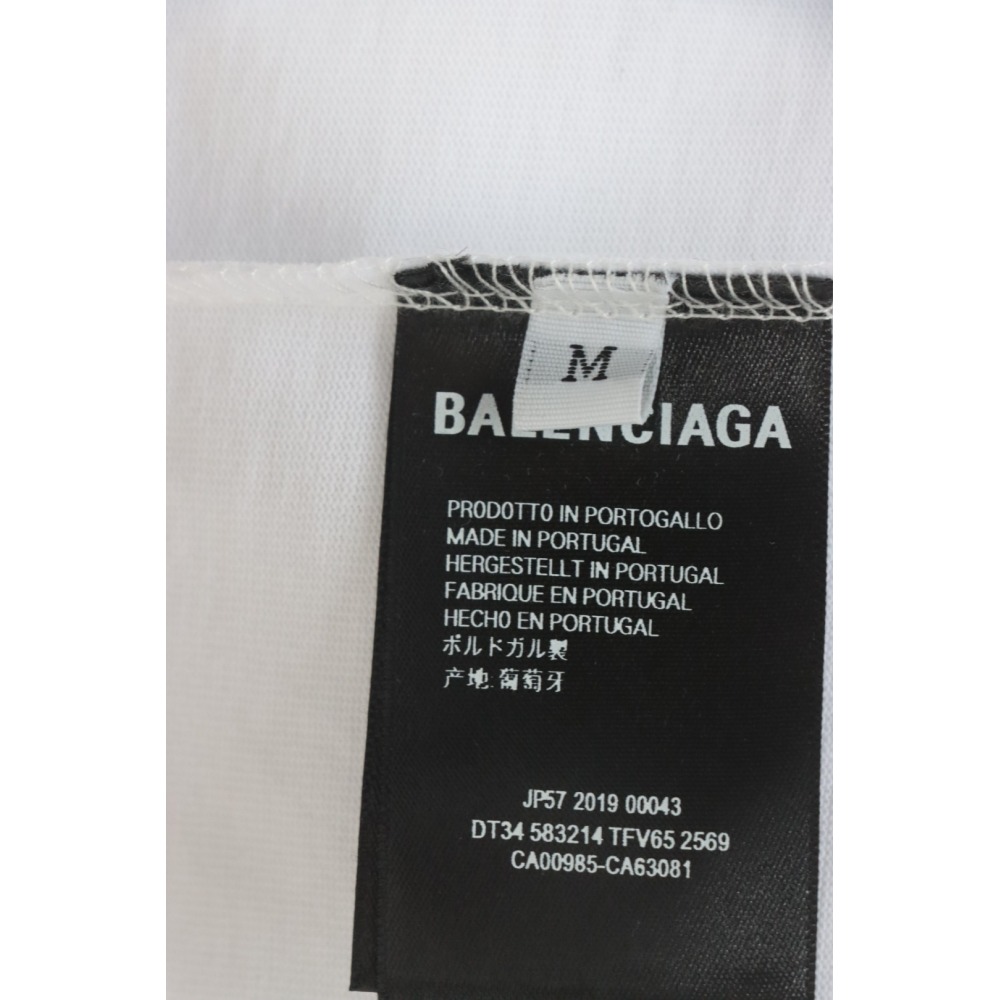 M
BALENCIAGA
PRODOTTO IN PORTOGALLO
MADE IN PORTUGAL
HERGESTELLT IN PORTUGAL
FABRIQUE EN PORTUGAL
HECHO EN PORTUGAL
ポルトガル製
产地:葡萄牙
JP57 2019 00043
DT34 583214 TFV65 2569
CA00985-CA63081